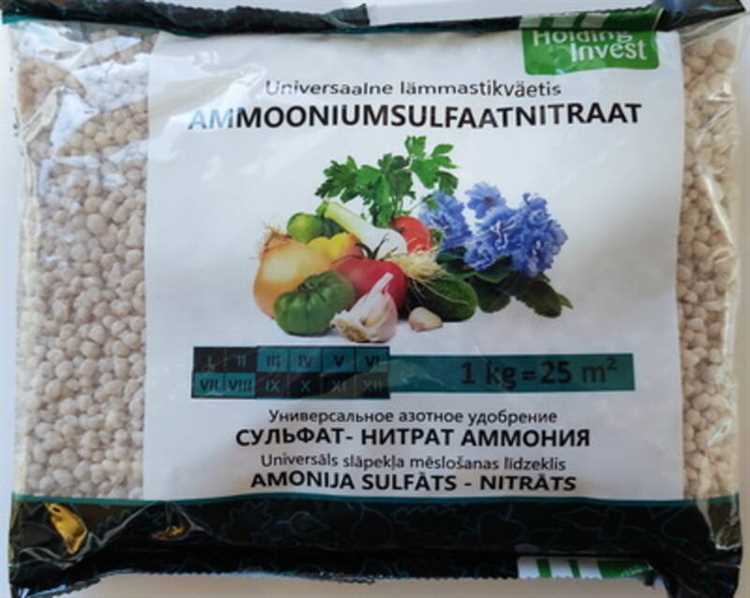 Holding
Invest
Universaalne lämmastikväetis
AMMOONIUMSULFAATNITRAAT
I II III IV V VI
VII VIII IX X XI XII
1 kg = 25 m²
Универсальное азотное удобрение
СУЛЬФАТ- НИТРАТ АММОНИЯ
Universāls slāpekļa mēslošanas līdzeklis
AMONIJA SULFĀTS - NITRĀTS